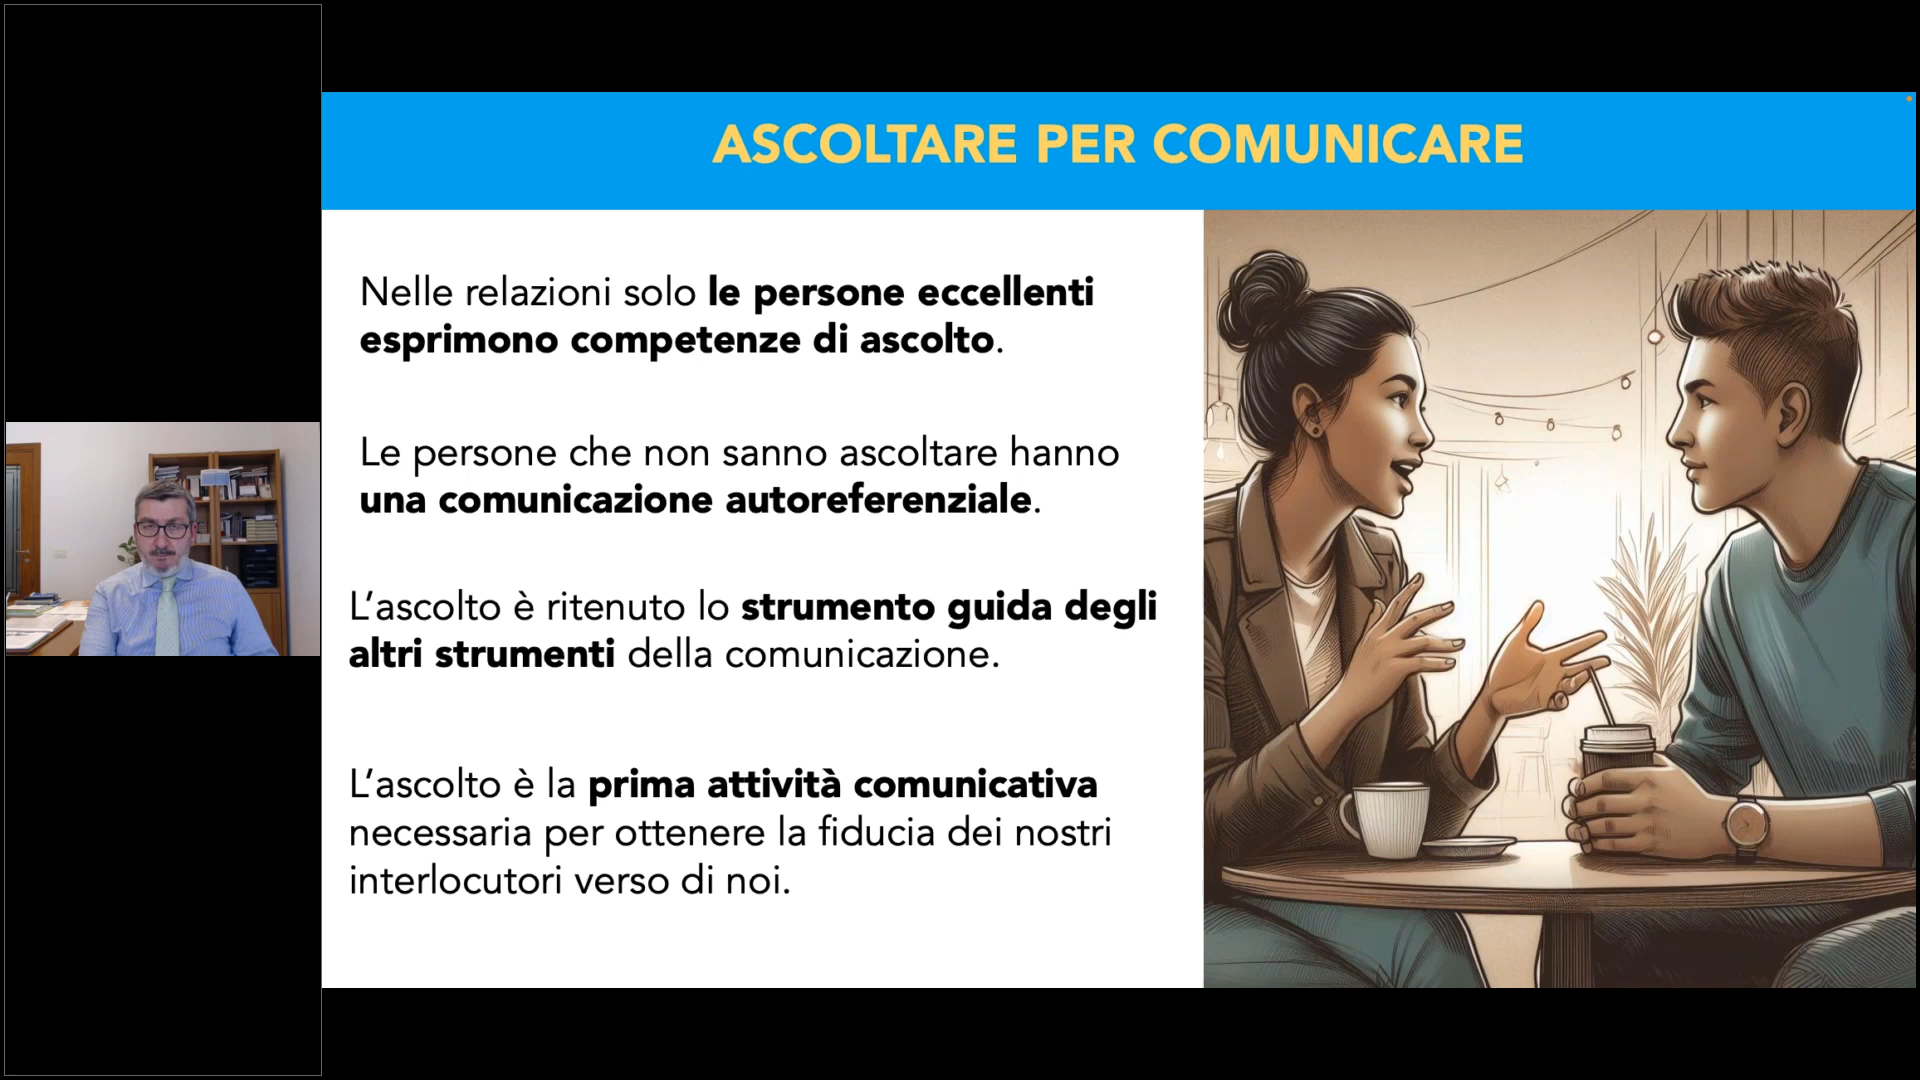 ASCOLTARE PER COMUNICARE
Nelle relazioni solo le persone eccellenti
esprimono competenze di ascolto.
Le persone che non sanno ascoltare hanno
una comunicazione autoreferenziale.
L’ascolto è ritenuto lo strumento guida degli
altri strumenti della comunicazione.
L’ascolto è la prima attività comunicativa
necessaria per ottenere la fiducia dei nostri
interlocutori verso di noi.